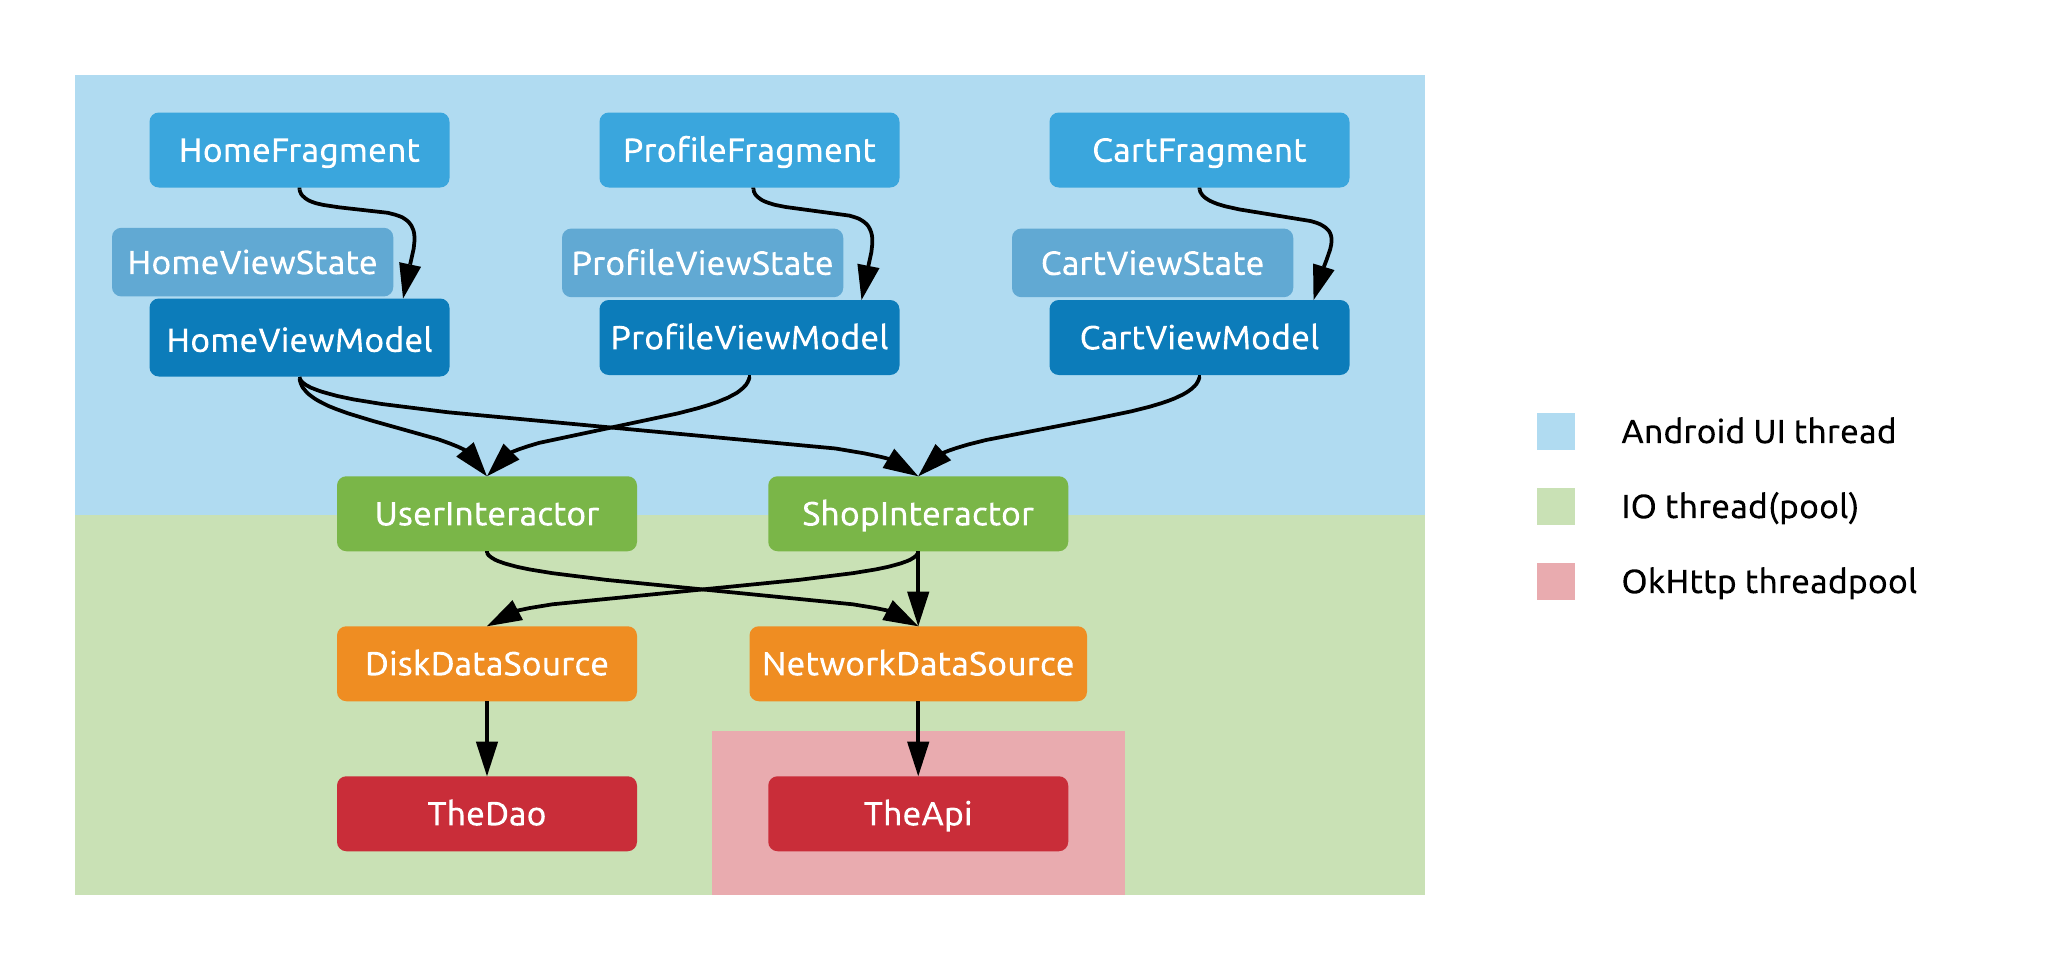 HomeFragment
ProfileFragment
CartFragment
HomeViewState
ProfileViewState
CartViewState
HomeViewModel
ProfileViewModel
CartViewModel
UserInteractor
ShopInteractor
DiskDataSource
NetworkDataSource
TheDao
TheApi
Android UI thread
IO thread(pool)
OkHttp threadpool